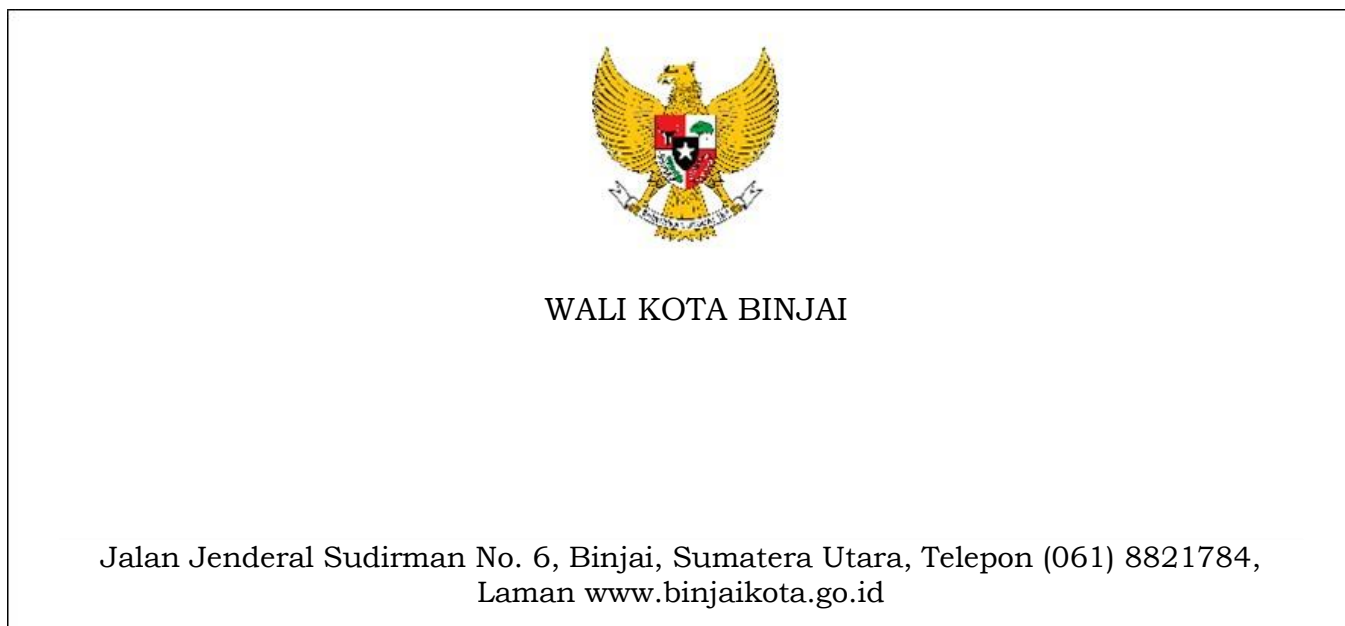 WALI KOTA BINJAI
Jalan Jenderal Sudirman No. 6, Binjai, Sumatera Utara, Telepon (061) 8821784,
Laman www.binjaikota.go.id